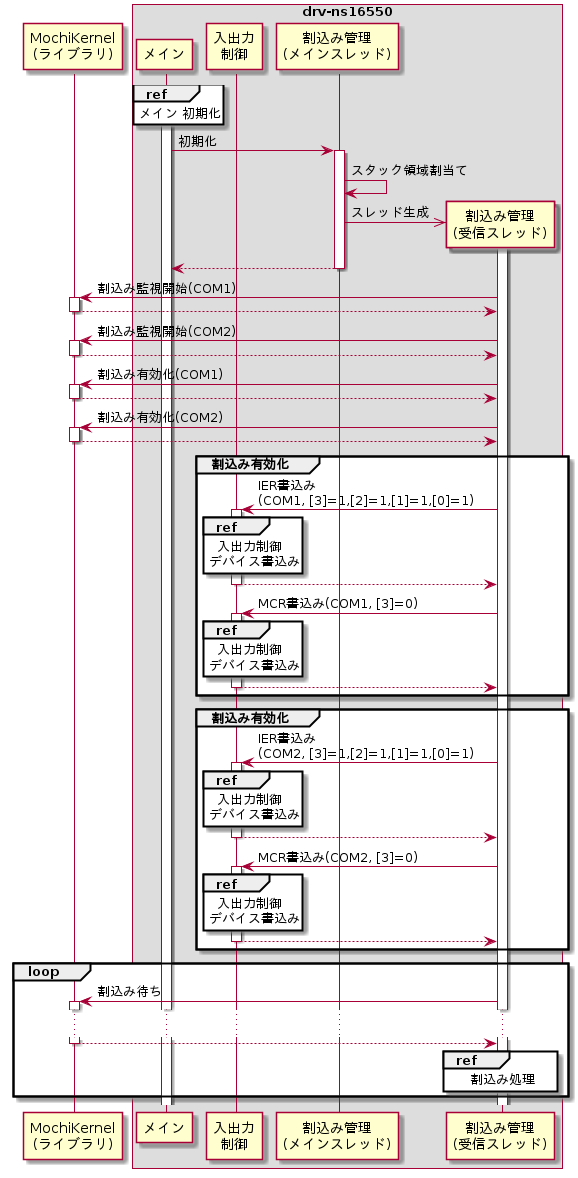 drv-ns16550
MochiKernel
(ライブラリ)
メイン
入出力
制御
割込み管理
(メインスレッド)
ref
メイン 初期化
初期化
スタック領域割当て
スレッド生成
割込み管理
(受信スレッド)
割込み監視開始(COM1)
割込み監視開始(COM2)
割込み有効化(COM1)
割込み有効化(COM2)
割込み有効化
IER書込み
(COM1, [3]=1,[2]=1,[1]=1,[0]=1)
ref
入出力制御
デバイス書込み
MCR書込み(COM1, [3]=0)
ref
入出力制御
デバイス書込み
割込み有効化
IER書込み
(COM2, [3]=1,[2]=1,[1]=1,[0]=1)
ref
入出力制御
デバイス書込み
MCR書込み(COM2, [3]=0)
ref
入出力制御
デバイス書込み
loop
割込み待ち
ref
割込み処理
MochiKernel
(ライブラリ)
メイン
入出力
制御
割込み管理
(メインスレッド)
割込み管理
(受信スレッド)